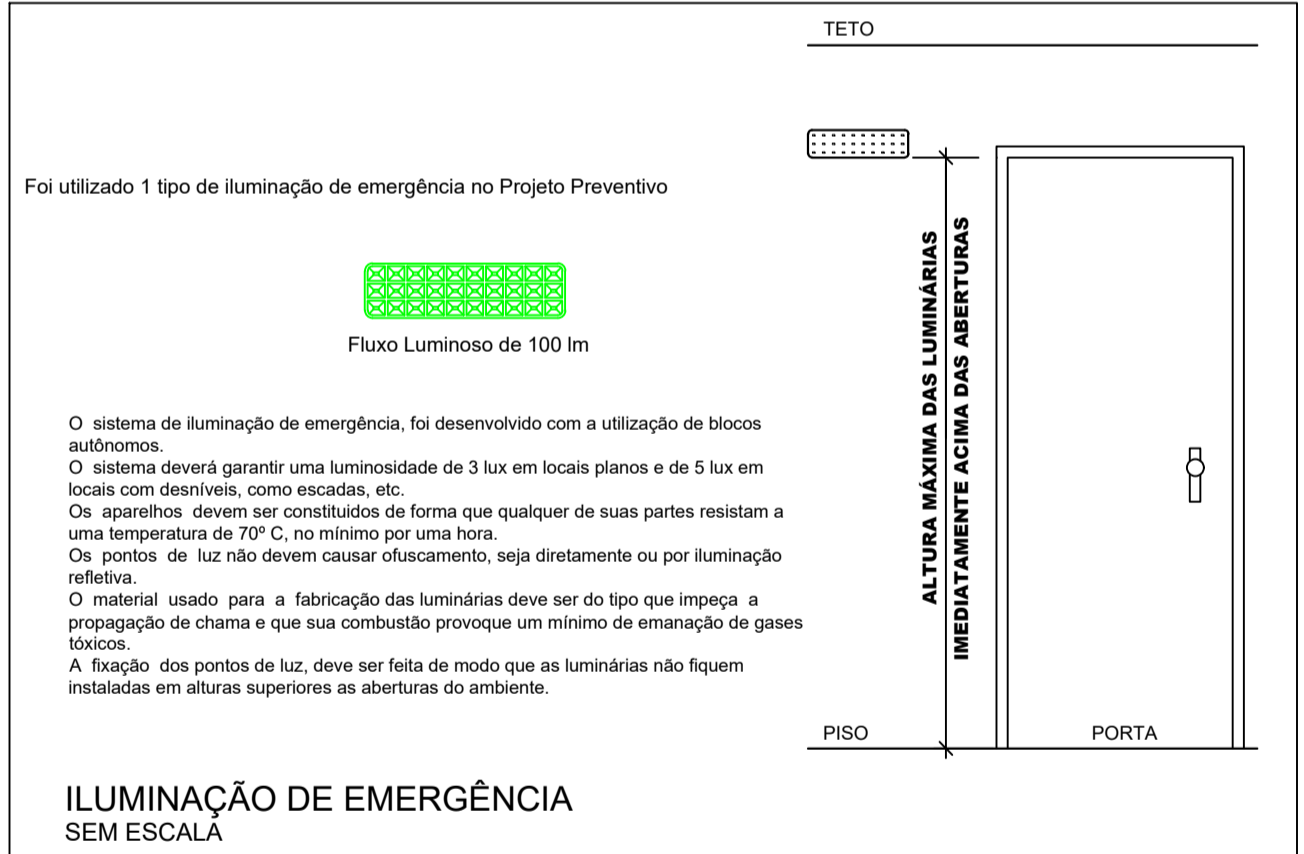 TETO
Foi utilizado 1 tipo de iluminação de emergência no Projeto Preventivo
Fluxo Luminoso de 100 lm
O sistema de iluminação de emergência, foi desenvolvido com a utilização de blocos
autônomos.
O sistema deverá garantir uma luminosidade de 3 lux em locais planos e de 5 lux em
locais com desníveis, como escadas, etc.
Os aparelhos devem ser constituidos de forma que qualquer de suas partes resistam a
uma temperatura de 70º C, no mínimo por uma hora.
Os pontos de luz não devem causar ofuscamento, seja diretamente ou por iluminação
refletiva.
O material usado para a fabricação das luminárias deve ser do tipo que impeça a
propagação de chama e que sua combustão provoque um mínimo de emanação de gases
tóxicos.
A fixação dos pontos de luz, deve ser feita de modo que as luminárias não fiquem
instaladas em alturas superiores as aberturas do ambiente.
ALTURA MÁXIMA DAS LUMINÁRIAS
IMEDIATAMENTE ACIMA DAS ABERTURAS
PISO
PORTA
ILUMINAÇÃO DE EMERGÊNCIA
SEM ESCALA